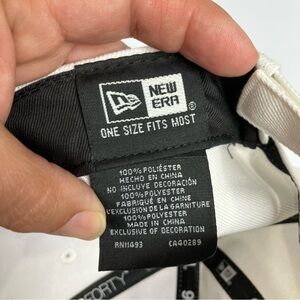 NEW
ERA®
ONE SIZE FITS MOST
100% POLIÉSTER
HECHO EN CHINA
NO INCLUYE DECORACIÓN
100% POLYESTER
FABRIQUÉ EN CHINE
L'EXCLUSION DE LA GARNITURE
100% POLYESTER
MADE IN CHINA
EXCLUSIVE OF DECORATION
RN11493 CA40289
FORTY